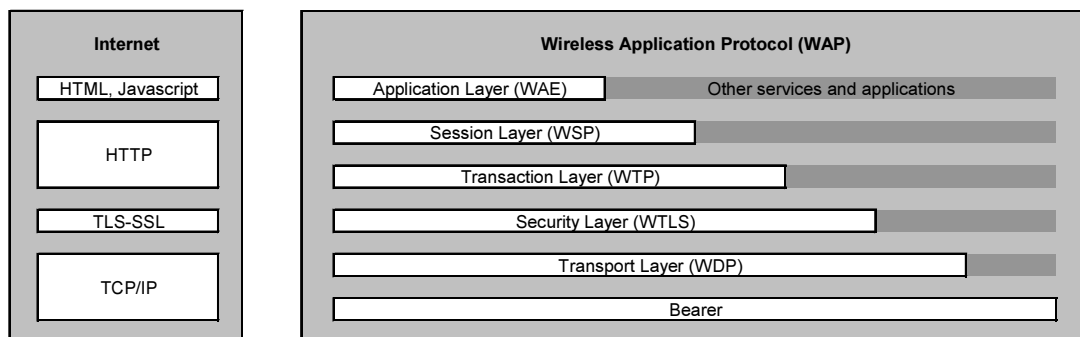 Internet
HTML, Javascript
HTTP
TLS-SSL
TCP/IP
Wireless Application Protocol (WAP)
Application Layer (WAE)
Other services and applications
Session Layer (WSP)
Transaction Layer (WTP)
Security Layer (WTLS)
Transport Layer (WDP)
Bearer